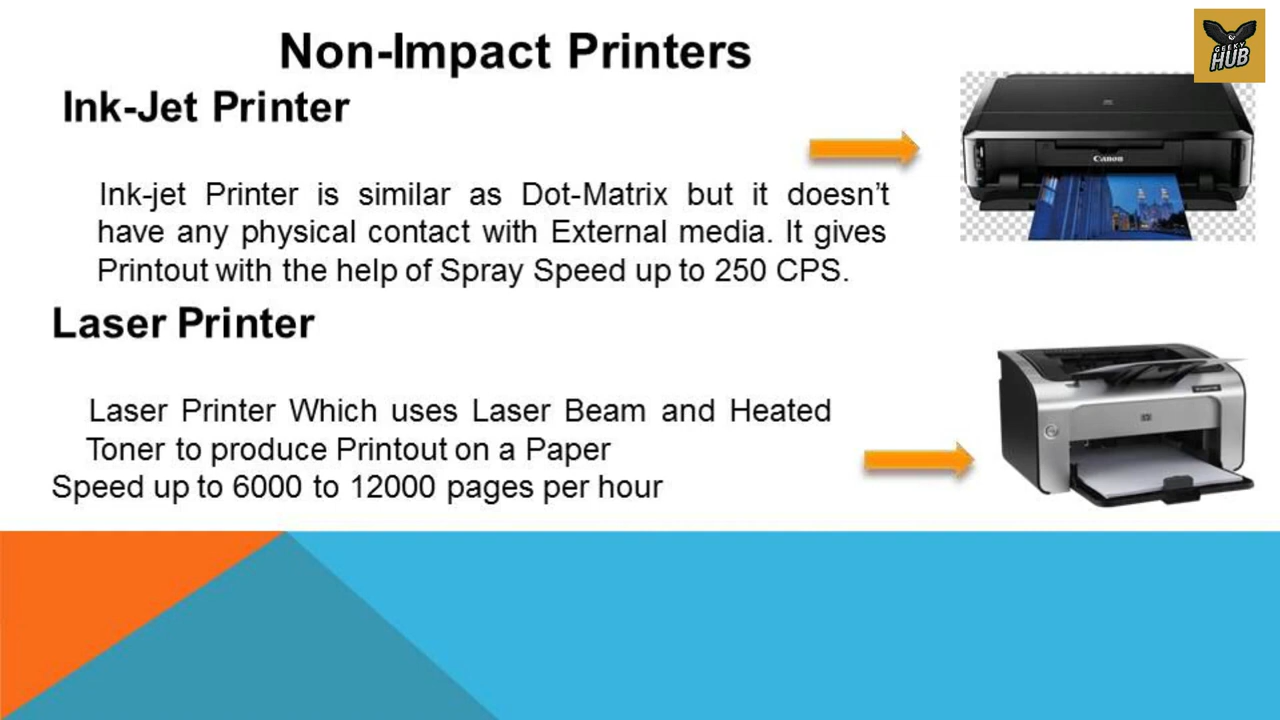 Non-Impact Printers
GEEKY
HUB
Ink-Jet Printer
Canon
Ink-jet Printer is similar as Dot-Matrix but it doesn't
have any physical contact with External media. It gives
Printout with the help of Spray Speed up to 250 CPS.
Laser Printer
hp
Laser Printer Which uses Laser Beam and Heated
Toner to produce Printout on a Paper
Speed up to 6000 to 12000 pages per hour